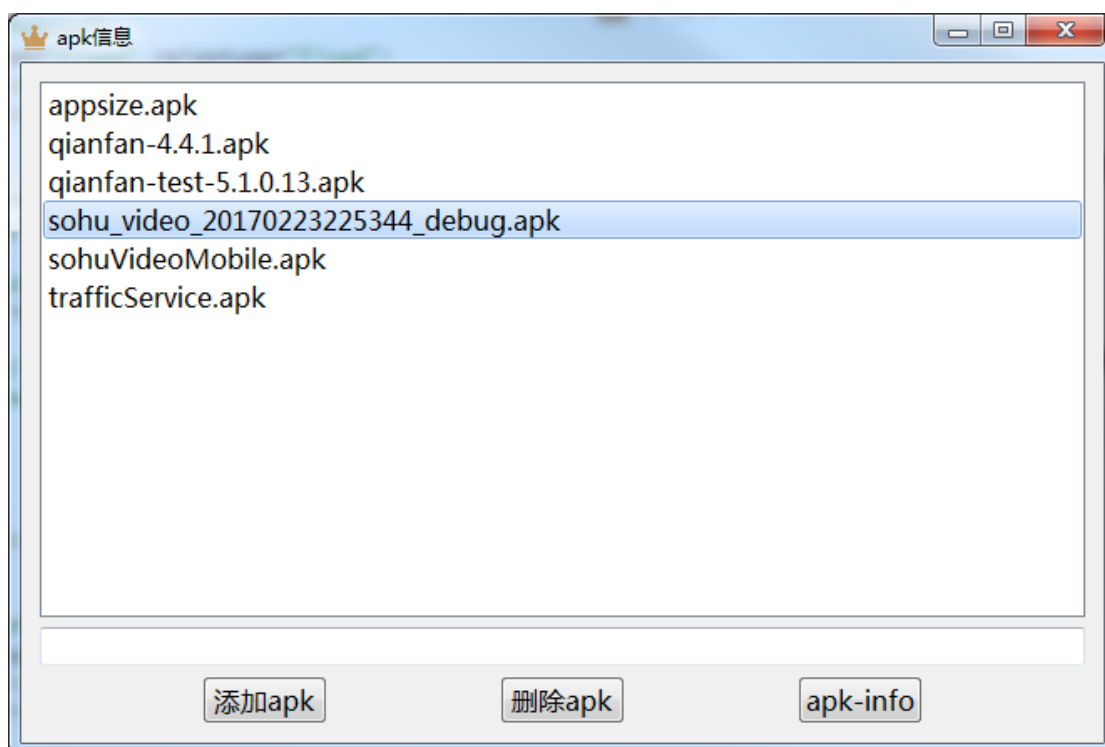 apk信息
appsize.apk
qianfan-4.4.1.apk
qianfan-test-5.1.0.13.apk
sohu_video_20170223225344_debug.apk
sohuVideoMobile.apk
trafficService.apk
添加apk 删除apk apk-info